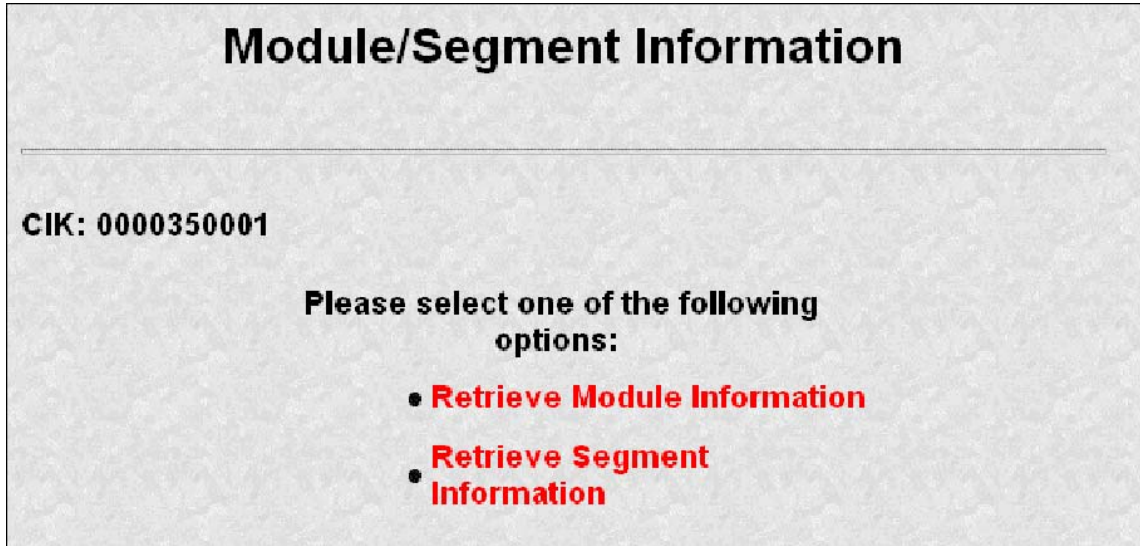 Module/Segment Information
CIK: 0000350001
Please select one of the following
options:
Retrieve Module Information
Retrieve Segment
Information